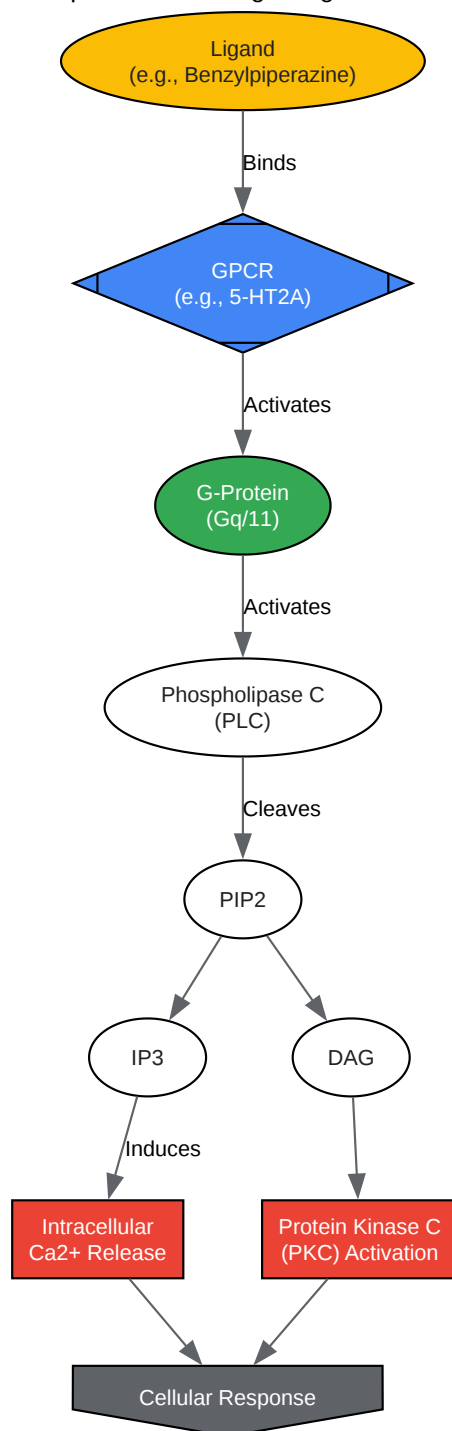 Ligand
(e.g., Benzylpiperazine)
Binds
GPCR
(e.g., 5-HT2A)
Activates
G-Protein
(Gq/11)
Activates
Phospholipase C
(PLC)
Cleaves
PIP2
IP3
DAG
Induces
Intracellular
Ca2+ Release
Protein Kinase C
(PKC) Activation
Cellular Response